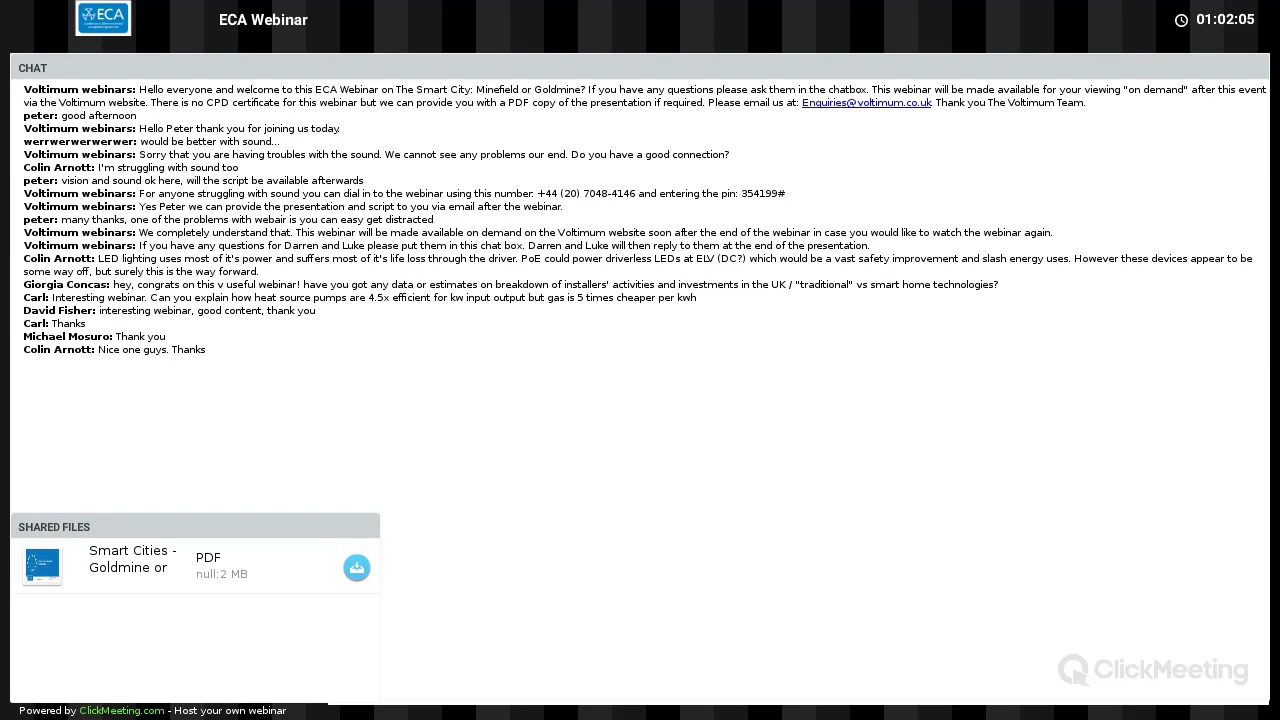 ECA
ECA Webinar
01:02:05
CHAT
Voltimum webinars: Hello everyone and welcome to this ECA Webinar on The Smart City: Minefield or Goldmine? If you have any questions please ask them in the chatbox. This webinar will be made available for your viewing "on demand" after this event
via the Voltimum website. There is no CPD certificate for this webinar but we can provide you with a PDF copy of the presentation if required. Please email us at: Enquiries@voltimum.co.uk Thank you The Voltimum Team.
peter: good afternoon
Voltimum webinars: Hello Peter thank you for joining us today.
werrwerwerwerwer: would be better with sound...
Voltimum webinars: Sorry that you are having troubles with the sound. We cannot see any problems our end. Do you have a good connection?
Colin Arnott: I'm struggling with sound too
peter: vision and sound ok here, will the script be available afterwards
Voltimum webinars: For anyone struggling with sound you can dial in to the webinar using this number: +44 (20) 7048-4146 and entering the pin: 354199#
Voltimum webinars: Yes Peter we can provide the presentation and script to you via email after the webinar.
peter: many thanks, one of the problems with webair is you can easy get distracted
Voltimum webinars: We completely understand that. This webinar will be made available on demand on the Voltimum website soon after the end of the webinar in case you would like to watch the webinar again.
Voltimum webinars: If you have any questions for Darren and Luke please put them in this chat box. Darren and Luke will then reply to them at the end of the presentation.
Colin Arnott: LED lighting uses most of it's power and suffers most of it's life loss through the driver. PoE could power driverless LEDs at ELV (DC?) which would be a vast safety improvement and slash energy uses. However these devices appear to be
some way off, but surely this is the way forward.
Giorgia Concas: hey, congrats on this v useful webinar! have you got any data or estimates on breakdown of installers' activities and investments in the UK / "traditional" vs smart home technologies?
Carl: Interesting webinar. Can you explain how heat source pumps are 4.5x efficient for kw input output but gas is 5 times cheaper per kwh
David Fisher: interesting webinar, good content, thank you
Carl: Thanks
Michael Mosuro: Thank you
Colin Arnott: Nice one guys. Thanks
SHARED FILES
Smart Cities -
Goldmine or
PDF
null:2 MB
ClickMeeting
Powered by ClickMeeting.com - Host your own webinar